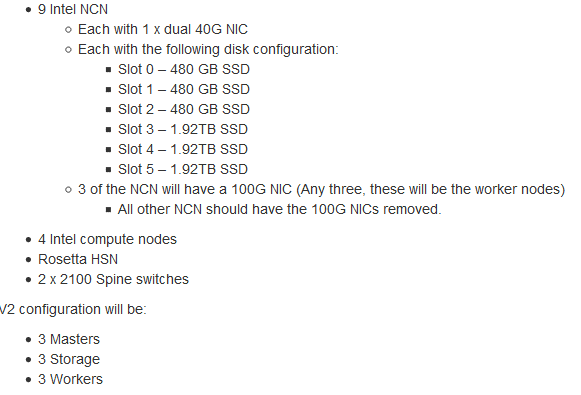 • 9 Intel NCN
○ Each with 1 x dual 40G NIC
○ Each with the following disk configuration:
▪ Slot 0 – 480 GB SSD
▪ Slot 1 – 480 GB SSD
▪ Slot 2 – 480 GB SSD
▪ Slot 3 – 1.92TB SSD
▪ Slot 4 – 1.92TB SSD
▪ Slot 5 – 1.92TB SSD
○ 3 of the NCN will have a 100G NIC (Any three, these will be the worker nodes)
▪ All other NCN should have the 100G NICs removed.
• 4 Intel compute nodes
• Rosetta HSN
• 2 x 2100 Spine switches
V2 configuration will be:
• 3 Masters
• 3 Storage
• 3 Workers